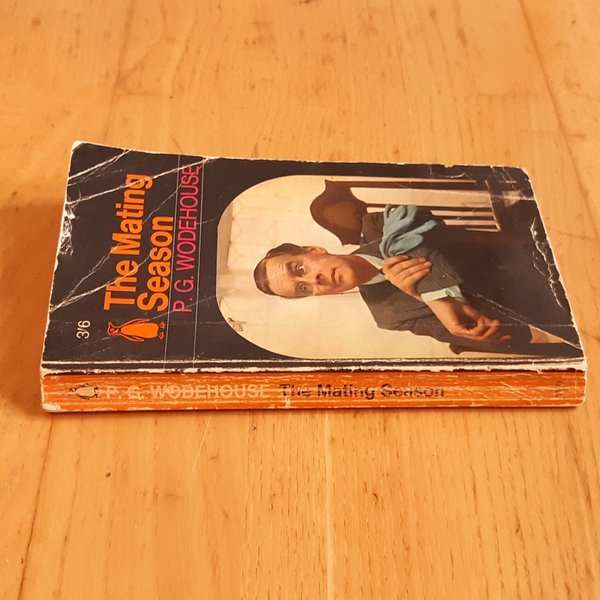 The Mating
Season
P. G. WODEHOUSE
3/6
P. G. WODEHOUSE The Mating Season